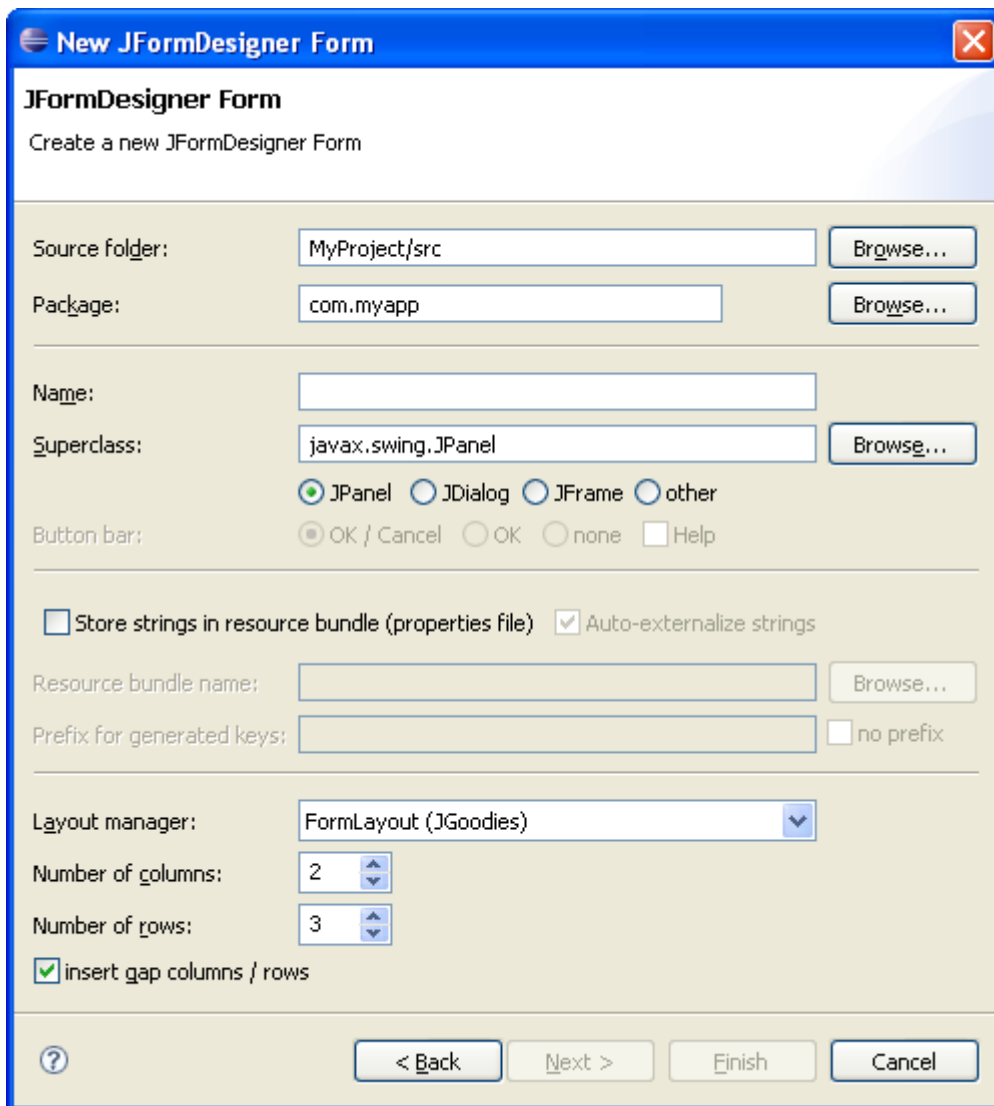 New JFormDesigner Form
JFormDesigner Form
Create a new JFormDesigner Form
Source folder: MyProject/src Browse...
Package: com.myapp Browse...
Name:
Superclass: javax.swing.JPanel Browse...
JPanel JDialog JFrame other
Button bar: OK / Cancel OK none Help
Store strings in resource bundle (properties file) Auto-externalize strings
Resource bundle name: Browse...
Prefix for generated keys: no prefix
Layout manager: FormLayout (JGoodies)
Number of columns: 2
Number of rows: 3
insert gap columns / rows
? < Back Next > Finish Cancel